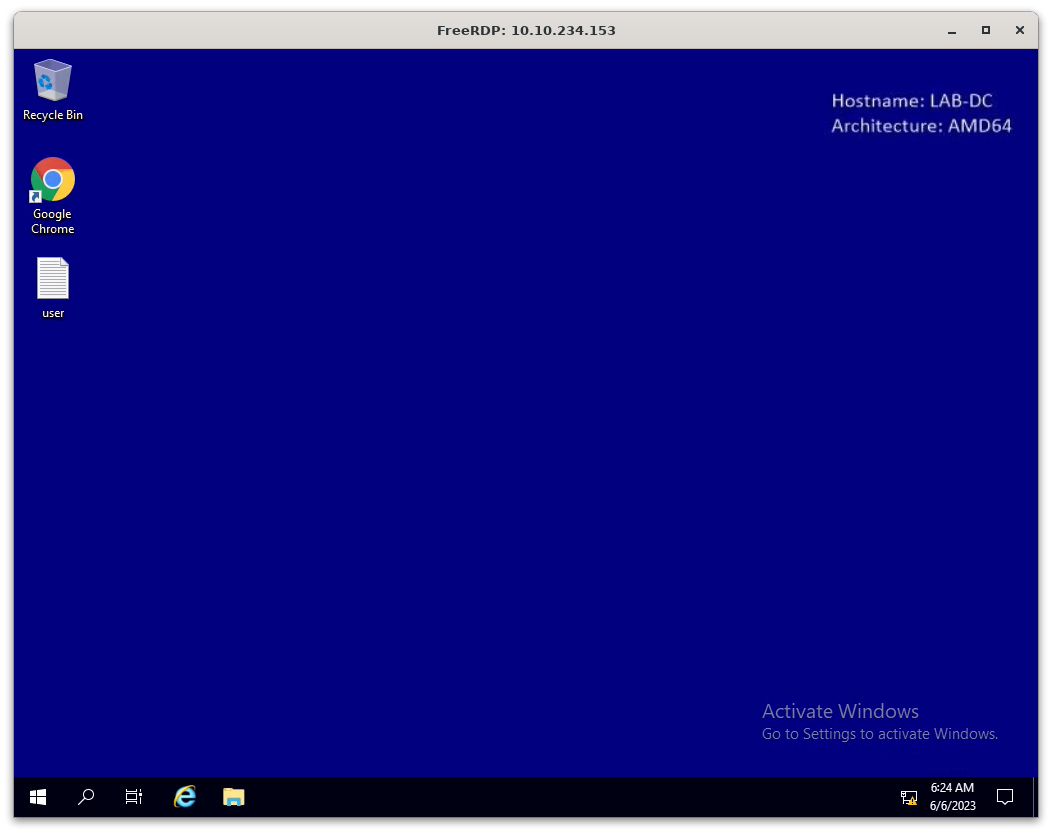 FreeRDP: 10.10.234.153
Recycle Bin
Hostname: LAB-DC
Architecture: AMD64
Google
Chrome
user
Activate Windows
Go to Settings to activate Windows.
6:24 AM
6/6/2023